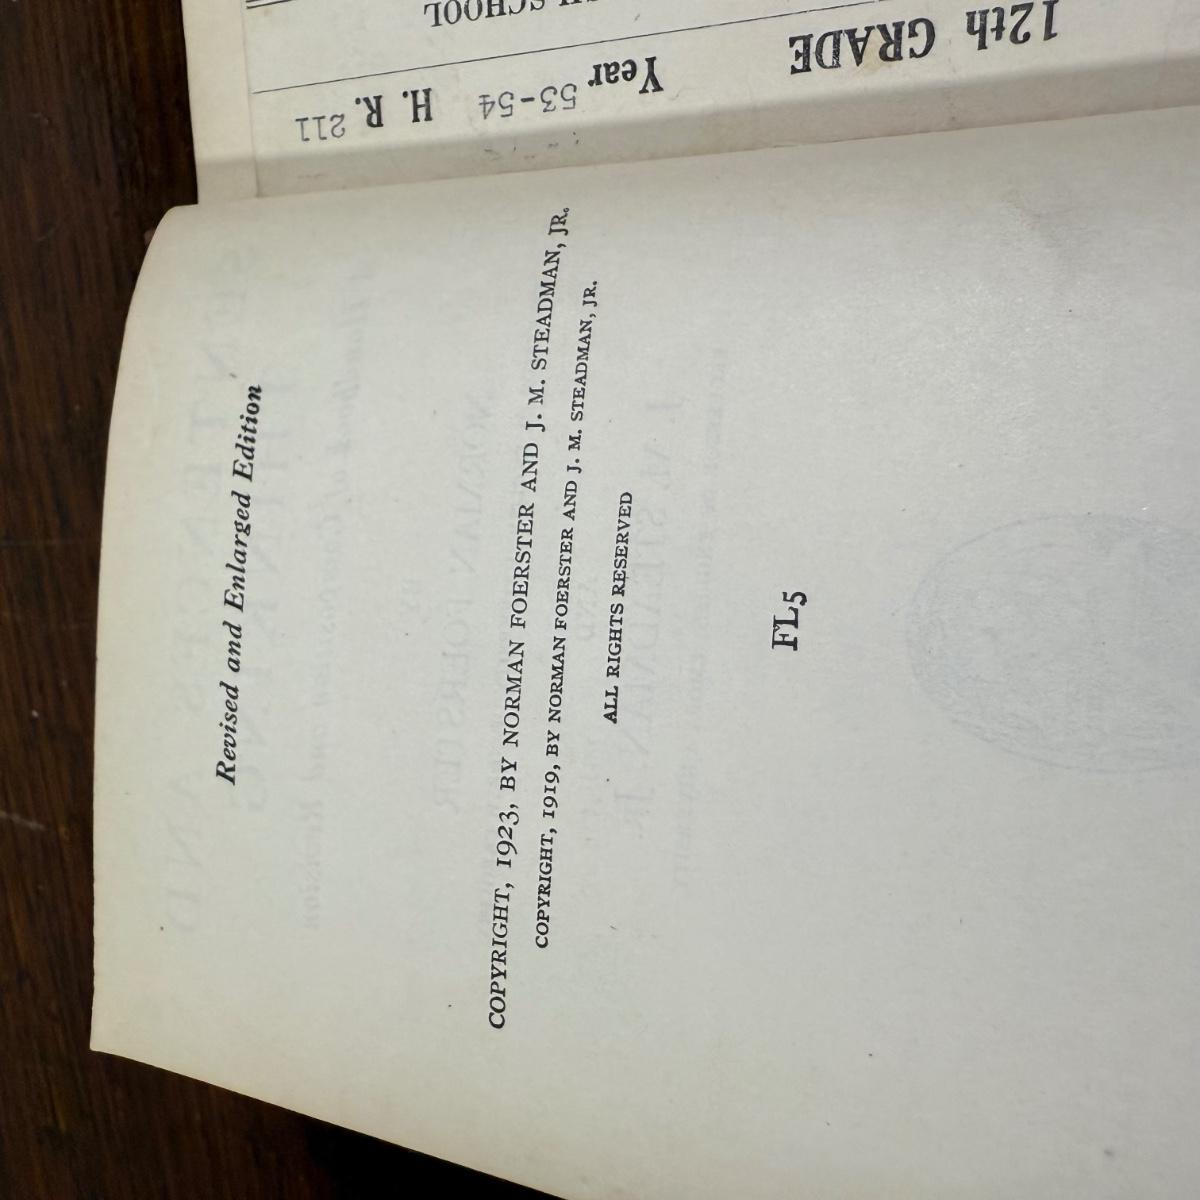 12th GRADE
Year 53-54 H. R. 211
SCHOOL
Revised and Enlarged Edition
COPYRIGHT, 1923, BY NORMAN FOERSTER AND J. M. STEADMAN, JR.
COPYRIGHT, 1919, BY NORMAN FOERSTER AND J. M. STEADMAN, JR.
ALL RIGHTS RESERVED
FL5